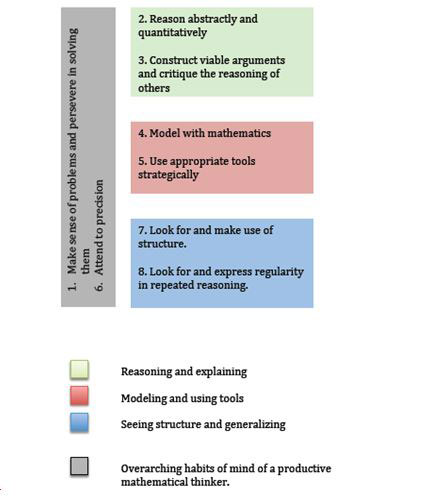 1. Make sense of problems and persevere in solving
them
6. Attend to precision
2. Reason abstractly and
quantitatively
3. Construct viable arguments
and critique the reasoning of
others
4. Model with mathematics
5. Use appropriate tools
strategically
7. Look for and make use of
structure.
8. Look for and express regularity
in repeated reasoning.
Reasoning and explaining
Modeling and using tools
Seeing structure and generalizing
Overarching habits of mind of a productive
mathematical thinker.